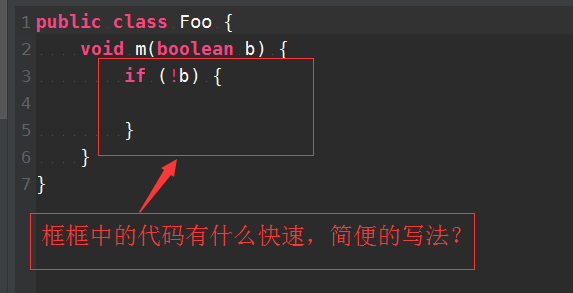 1 public class Foo {
2 void m(boolean b) {
3 if (!b) {
4
5 }
6 }
7 }
框框中的代码有什么快速，简便的写法？